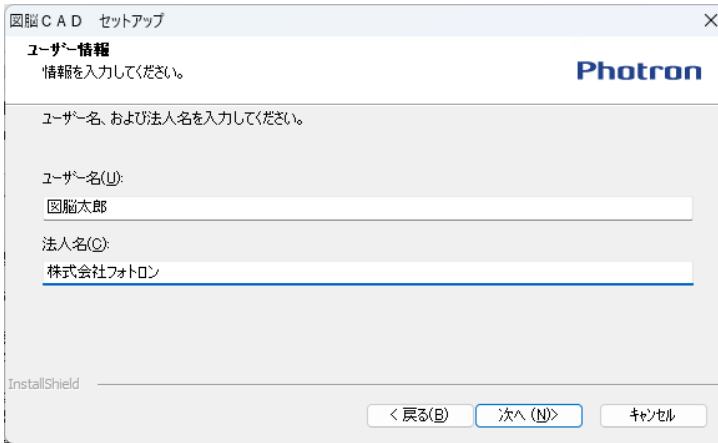 図脳ＣＡＤ　セットアップ
ユーザー情報
情報を入力してください。
Photron
ユーザー名、および法人名を入力してください。
ユーザー名(U):
図脳太郎
法人名(C):
株式会社フォトロン
InstallShield
< 戻る(B)
次へ (N)>
キャンセル